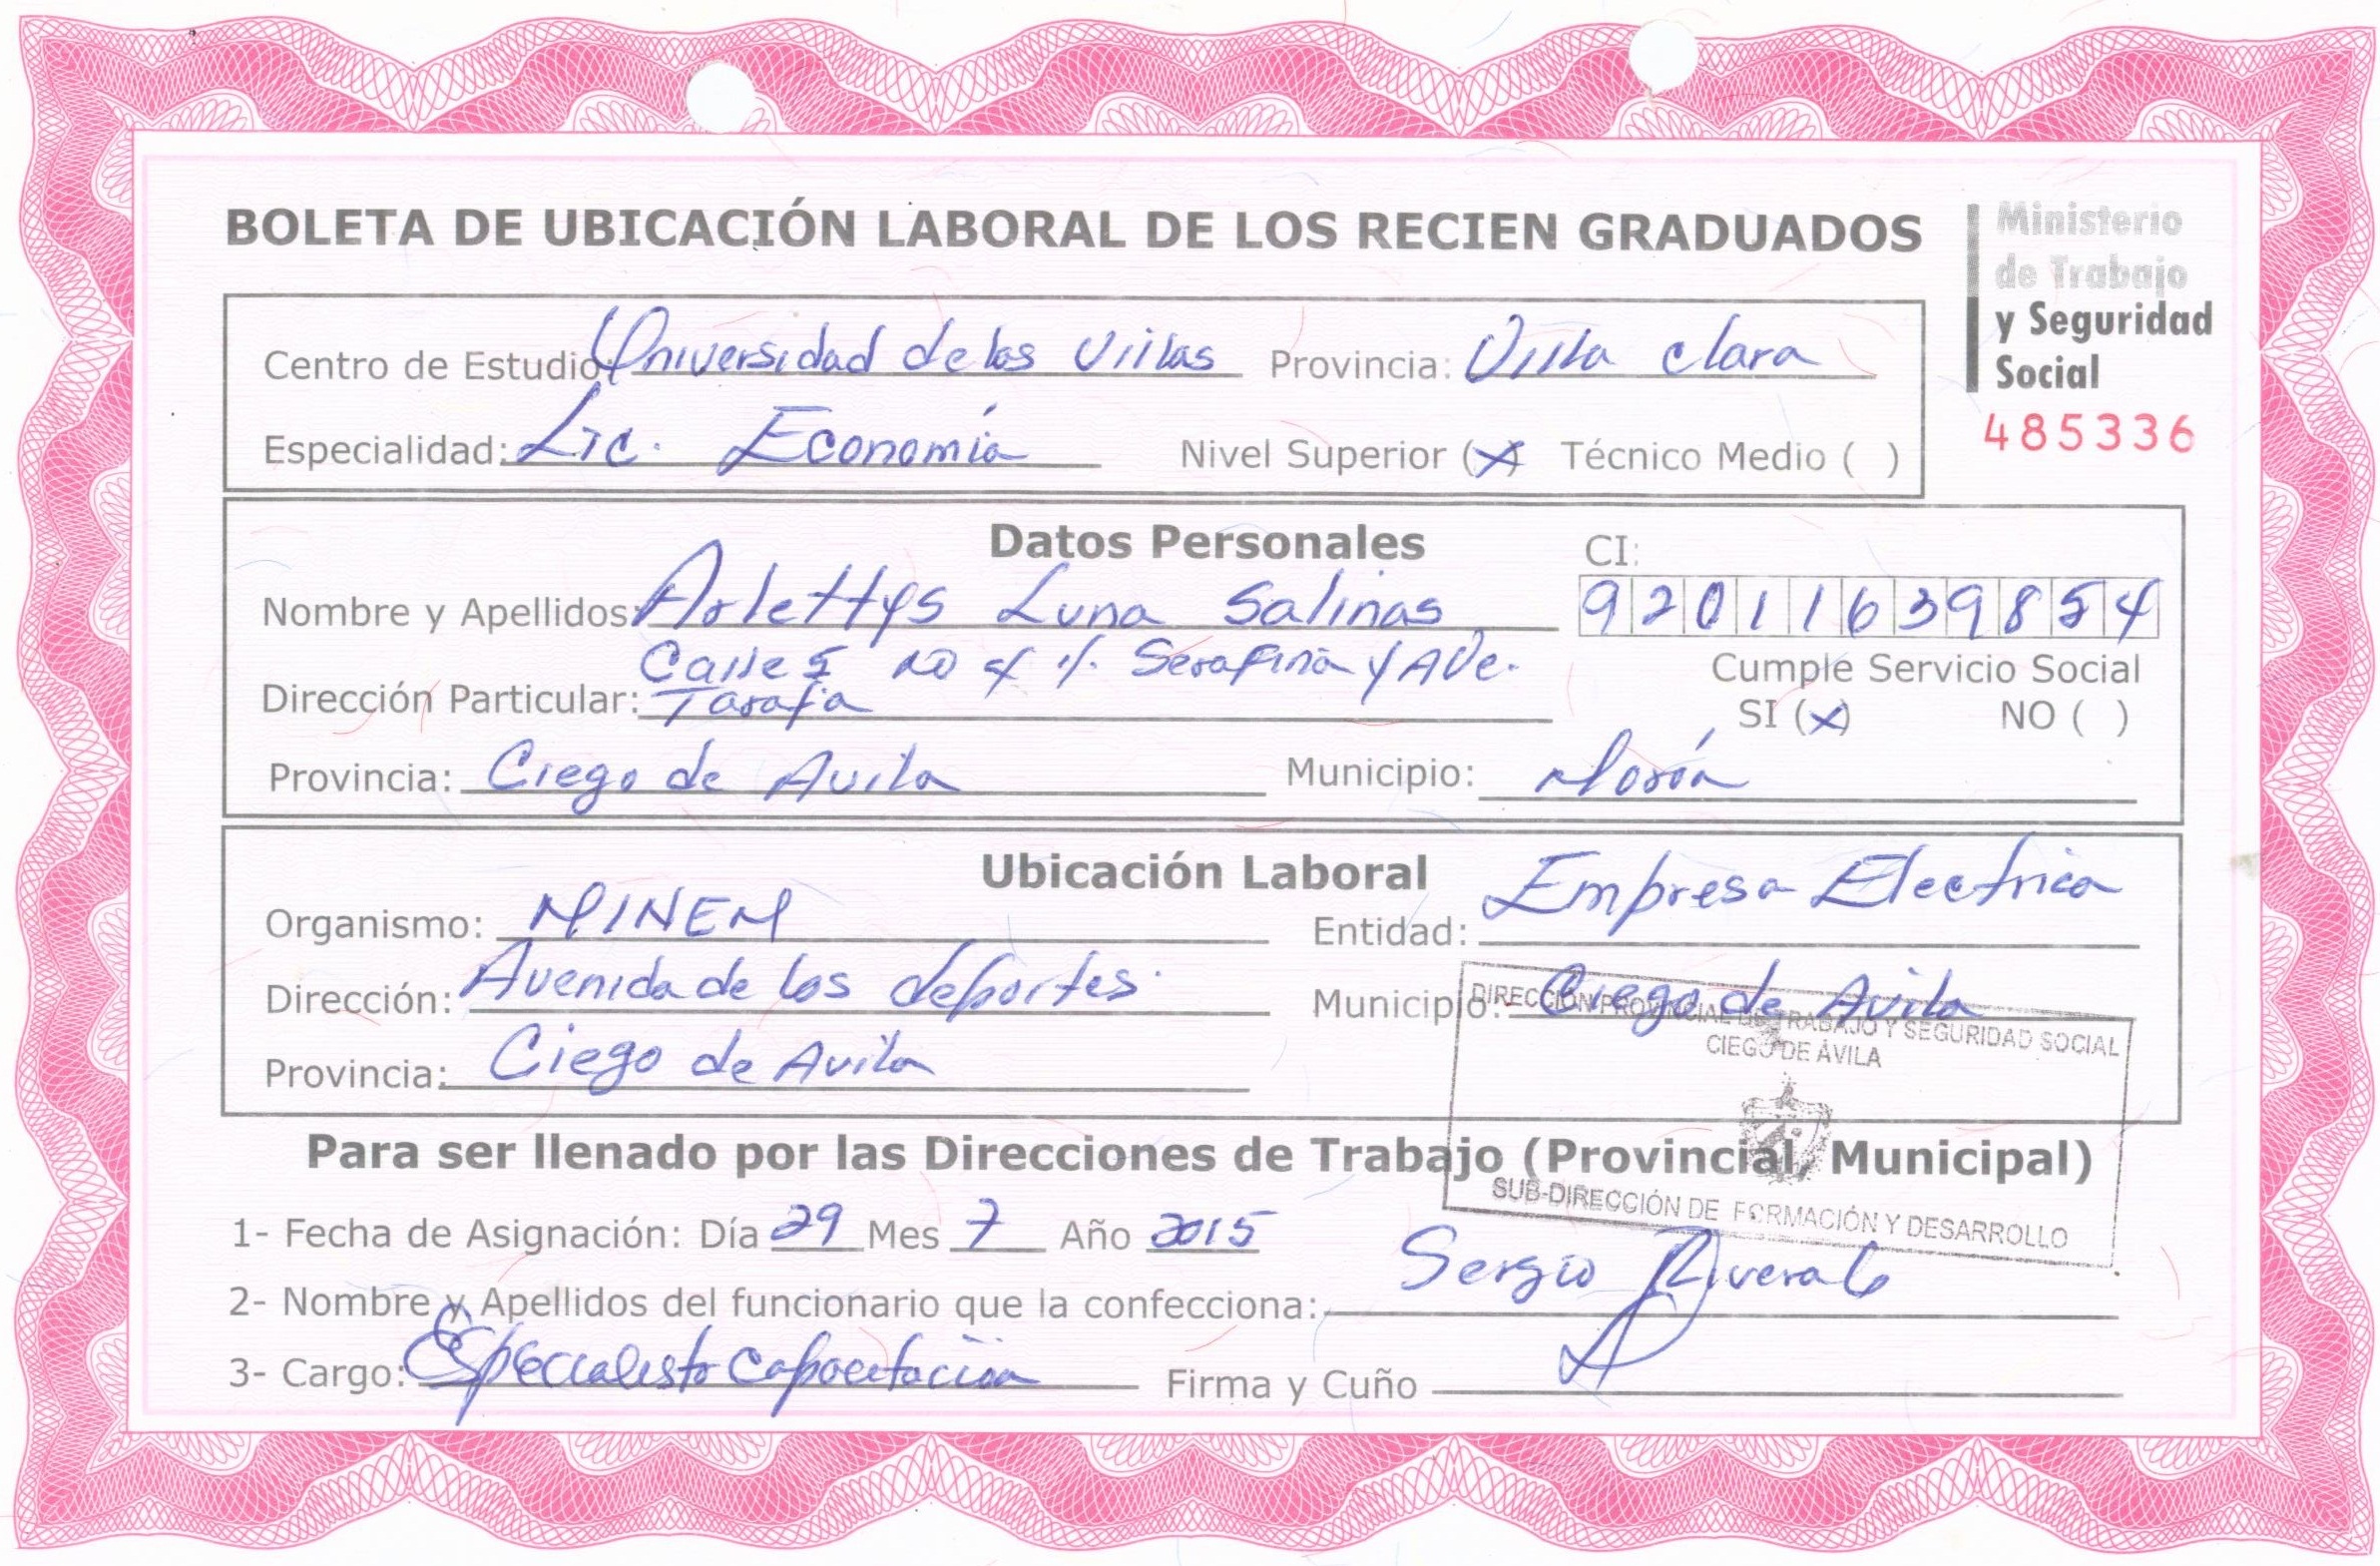 BOLETA DE UBICACIÓN LABORAL DE LOS RECIEN GRADUADOS
Ministerio
de Trabajo
y Seguridad
Social
485336
Centro de Estudio: Universidad de las Villas Provincia: Villa Clara
Especialidad: Lic. Economía Nivel Superior (x) Técnico Medio ( )
Datos Personales
CI:
Nombre y Apellidos: Arlettys Luna Salinas 92011639854
Calle 5 no 4 1/. Serafina y Ave.
Dirección Particular: Tarafa
Cumple Servicio Social
SI (x) NO ( )
Provincia: Ciego de Avila Municipio: Morón
Ubicación Laboral
Organismo: MINEM Entidad: Empresa Electrica
Dirección: Avenida de los deportes. Municipio: Ciego de Avila
Provincia: Ciego de Avila
DIRECCIÓN PROVINCIAL DE TRABAJO Y SEGURIDAD SOCIAL
CIEGO DE ÁVILA
Para ser llenado por las Direcciones de Trabajo (Provincial, Municipal)
SUB-DIRECCIÓN DE FORMACIÓN Y DESARROLLO
1- Fecha de Asignación: Día 29 Mes 7 Año 2015
2- Nombre y Apellidos del funcionario que la confecciona: Sergio
3- Cargo: Especialista Capacitación Firma y Cuño